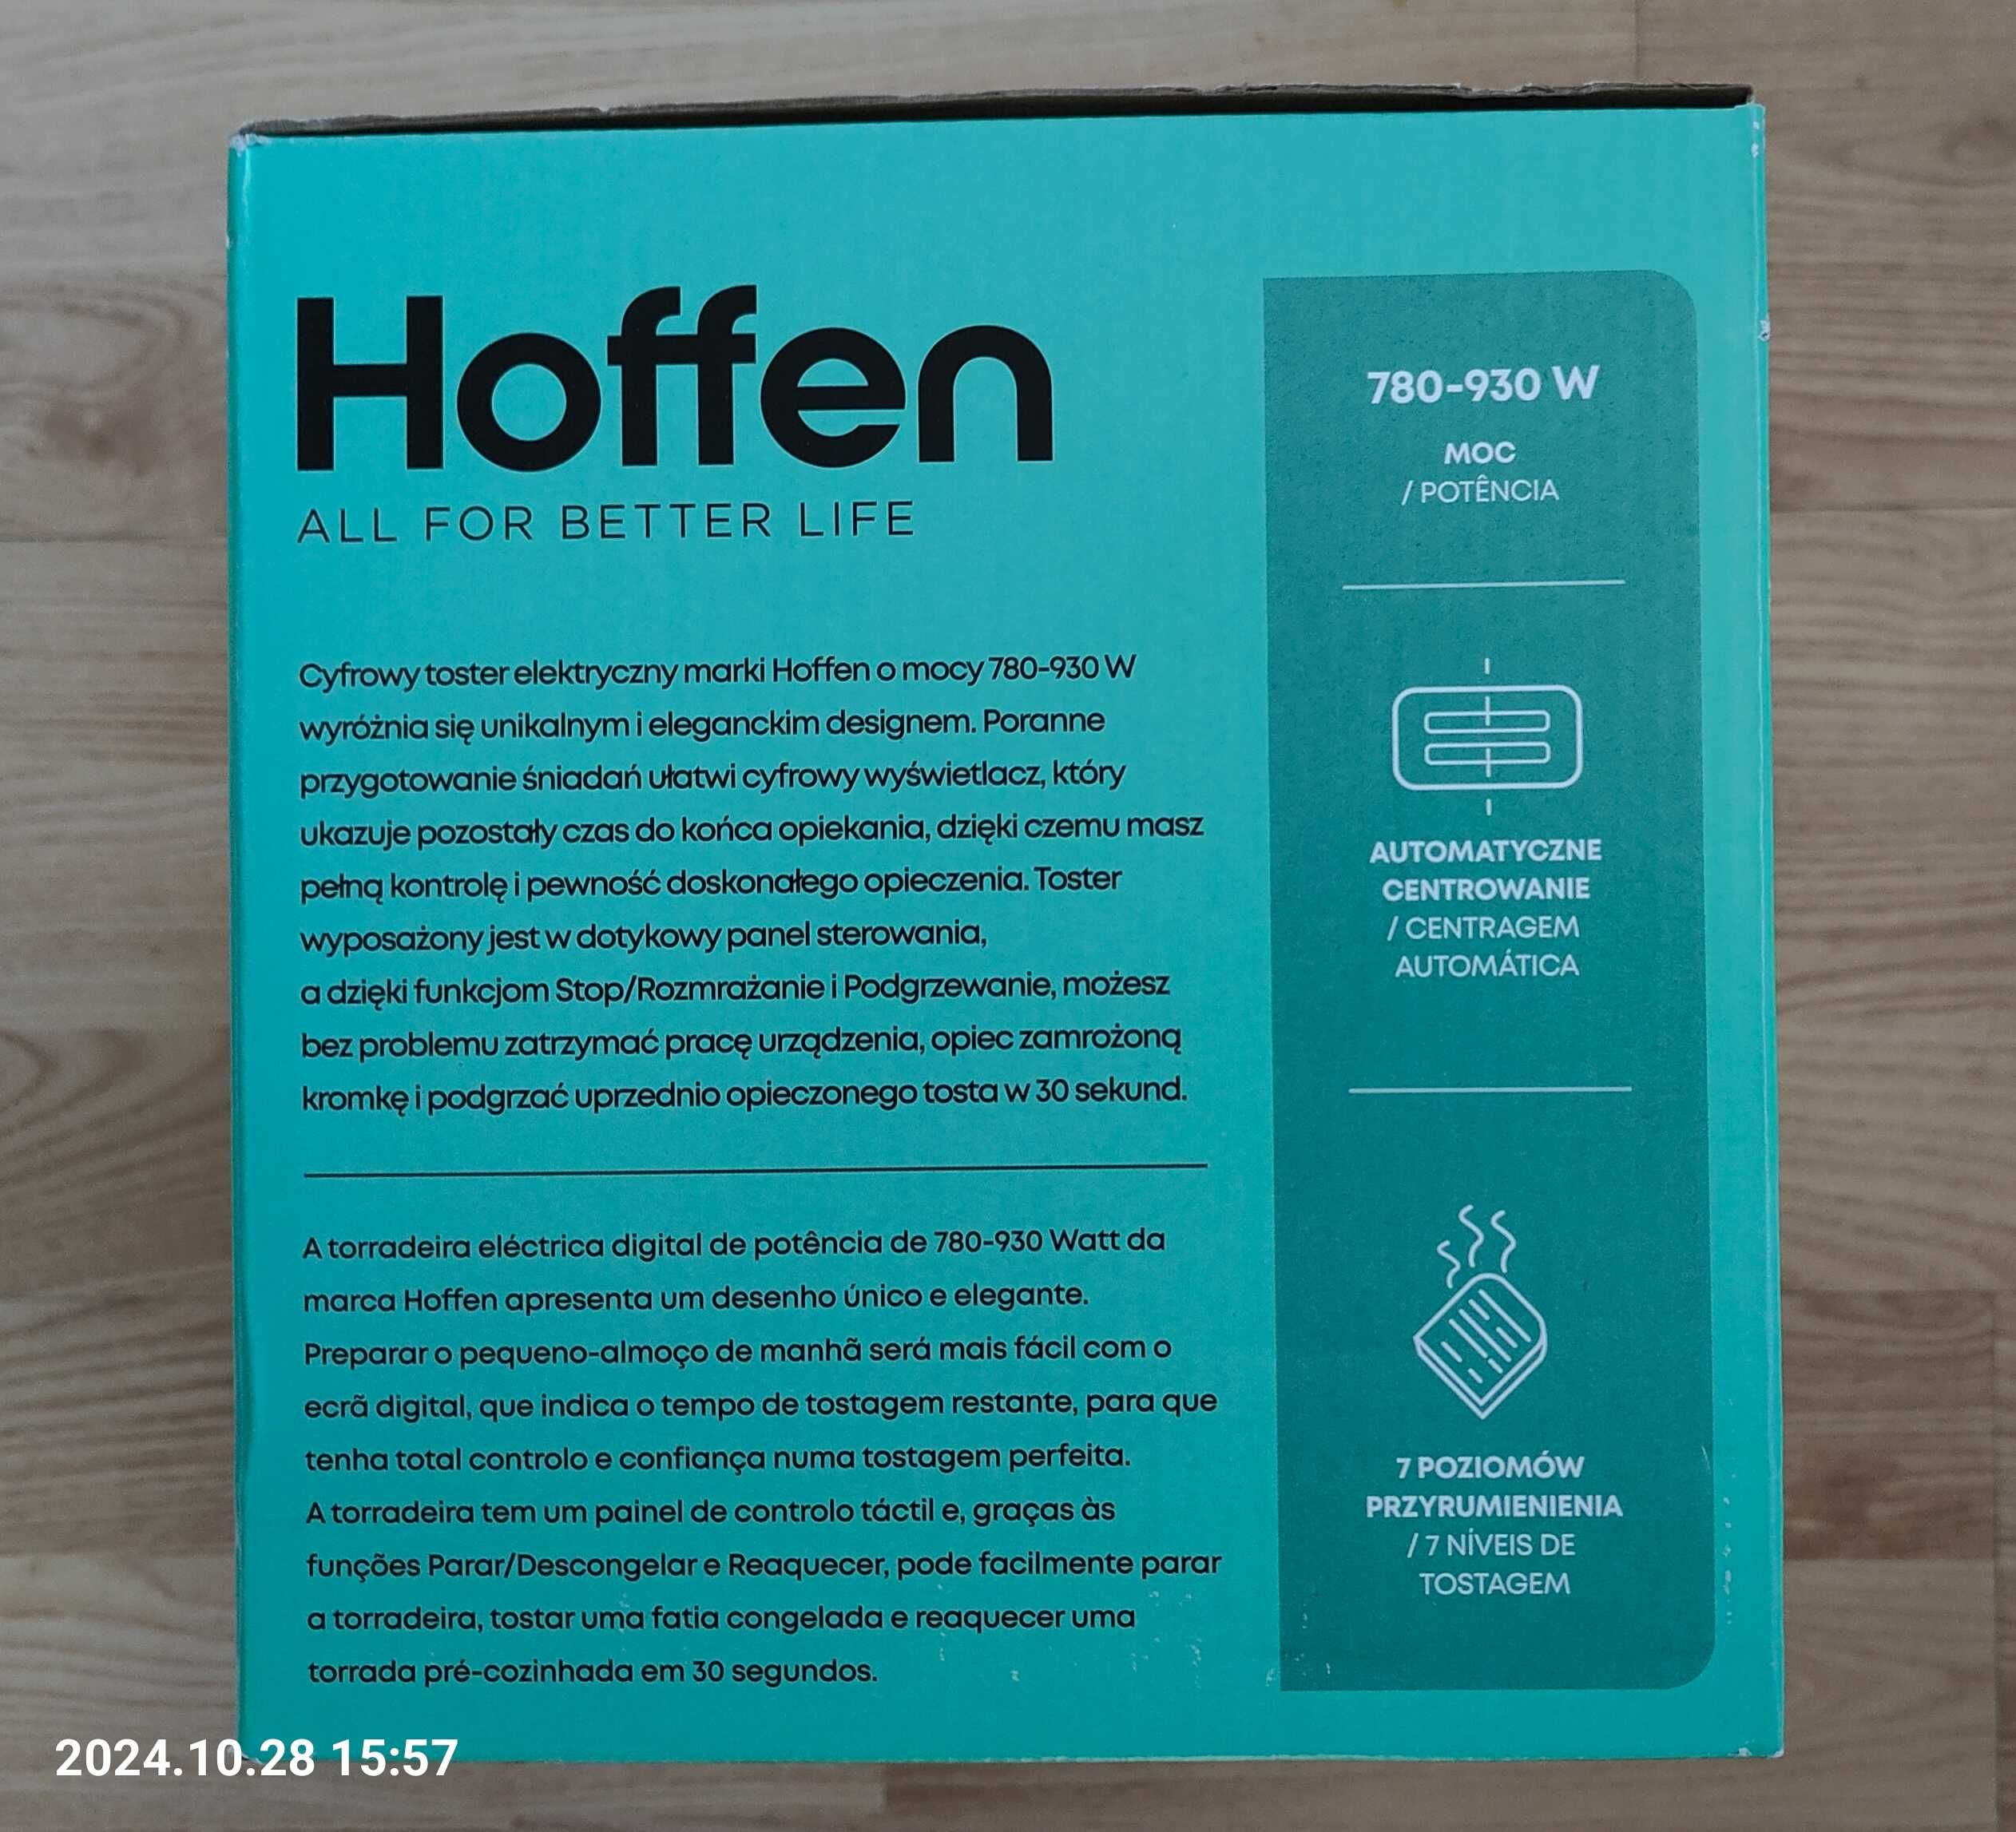 Hoffen
ALL FOR BETTER LIFE
Cyfrowy toster elektryczny marki Hoffen o mocy 780-930 W
wyróżnia się unikalnym i eleganckim designem. Poranne
przygotowanie śniadań ułatwi cyfrowy wyświetlacz, który
ukazuje pozostały czas do końca opiekania, dzięki czemu masz
pełną kontrolę i pewność doskonałego opieczenia. Toster
wyposażony jest w dotykowy panel sterowania,
a dzięki funkcjom Stop/Rozmrażanie i Podgrzewanie, możesz
bez problemu zatrzymać pracę urządzenia, opiec zamrożoną
kromkę i podgrzać uprzednio opieczonego tosta w 30 sekund.
A torradeira eléctrica digital de potência de 780-930 Watt da
marca Hoffen apresenta um desenho único e elegante.
Preparar o pequeno-almoço de manhã será mais fácil com o
ecrã digital, que indica o tempo de tostagem restante, para que
tenha total controlo e confiança numa tostagem perfeita.
A torradeira tem um painel de controlo táctil e, graças às
funções Parar/Descongelar e Reaquecer, pode facilmente parar
a torradeira, tostar uma fatia congelada e reaquecer uma
torrada pré-cozinhada em 30 segundos.
780-930 W
MOC
/ POTÊNCIA
AUTOMATYCZNE
CENTROWANIE
/ CENTRAGEM
AUTOMÁTICA
7 POZIOMÓW
PRZYRUMIENIENIA
/ 7 NÍVEIS DE
TOSTAGEM
2024.10.28 15:57